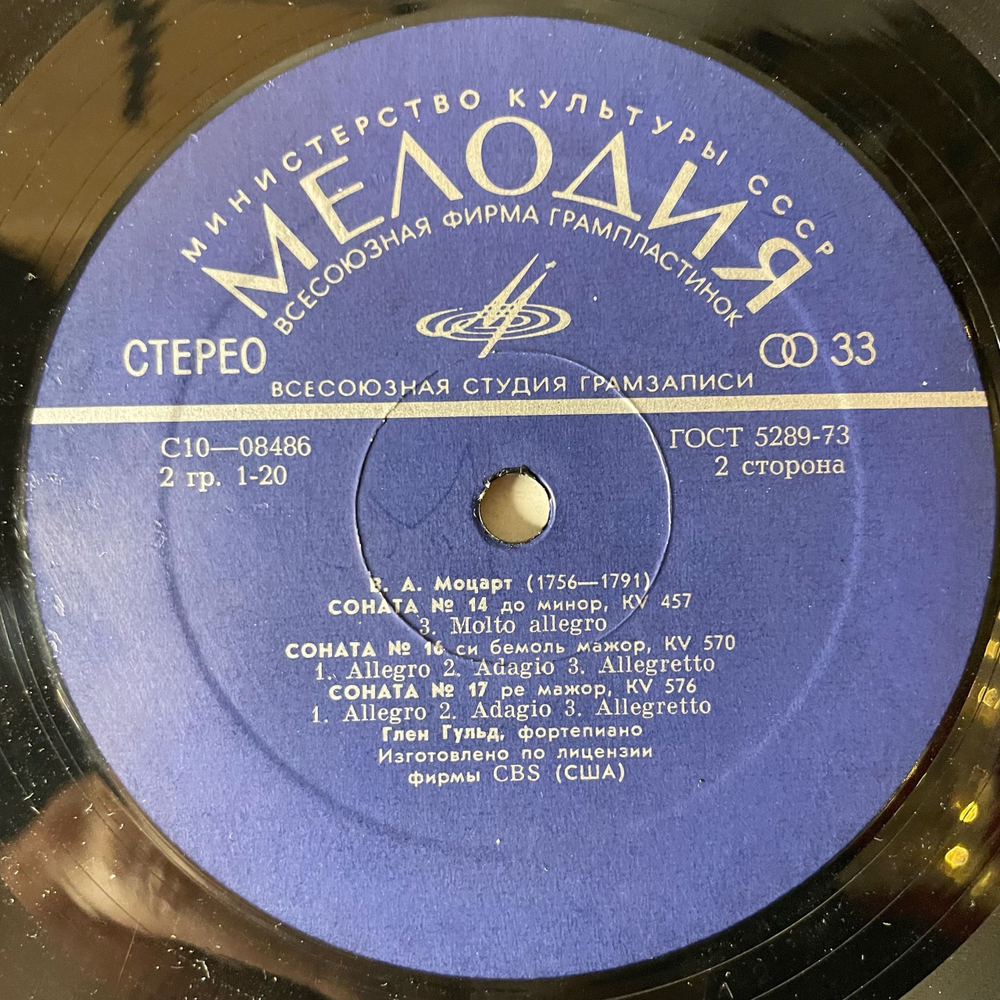 МИНИСТЕРСТВО КУЛЬТУРЫ СССР
МЕЛОДИЯ
ВСЕСОЮЗНАЯ ФИРМА ГРАМПЛАСТИНОК
СТЕРЕО
33
ВСЕСОЮЗНАЯ СТУДИЯ ГРАМЗАПИСИ
С10—08486
ГОСТ 5289-73
2 гр. 1-20
2 сторона
В. А. Моцарт (1756—1791)
СОНАТА № 14 до минор, KV 457
3. Molto allegro
СОНАТА № 16 си бемоль мажор, KV 570
1. Allegro 2. Adagio 3. Allegretto
СОНАТА № 17 ре мажор, KV 576
1. Allegro 2. Adagio 3. Allegretto
Глен Гульд, фортепиано
Изготовлено по лицензии
фирмы CBS (США)